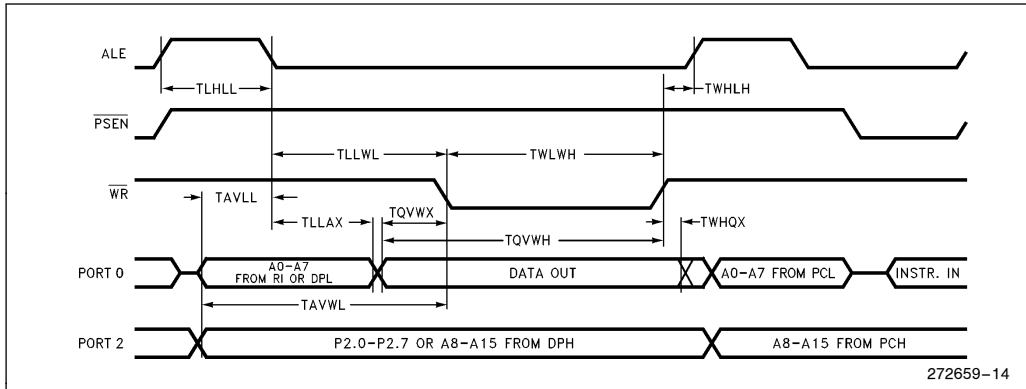 ALE
TLHLL
TWHLH
PSEN
TLLWL
TWLWH
WR
TAVLL
TQVWX
TLLAX
TWHQX
TQVWH
PORT 0
A0–A7
FROM RI OR DPL
DATA OUT
A0–A7 FROM PCL
INSTR. IN
TAVWL
PORT 2
P2.0–P2.7 OR A8–A15 FROM DPH
A8–A15 FROM PCH
272659–14